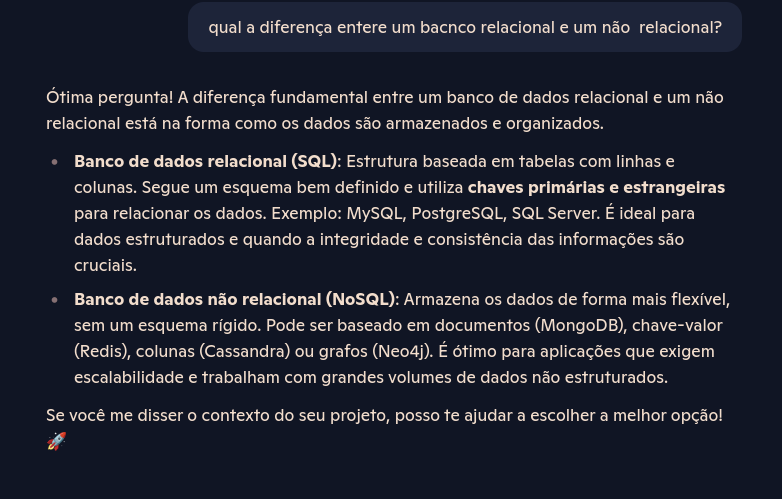 qual a diferença entere um bacnco relacional e um não  relacional?
Ótima pergunta! A diferença fundamental entre um banco de dados relacional e um não
relacional está na forma como os dados são armazenados e organizados.
• Banco de dados relacional (SQL): Estrutura baseada em tabelas com linhas e
colunas. Segue um esquema bem definido e utiliza chaves primárias e estrangeiras
para relacionar os dados. Exemplo: MySQL, PostgreSQL, SQL Server. É ideal para
dados estruturados e quando a integridade e consistência das informações são
cruciais.
• Banco de dados não relacional (NoSQL): Armazena os dados de forma mais flexível,
sem um esquema rígido. Pode ser baseado em documentos (MongoDB), chave-valor
(Redis), colunas (Cassandra) ou grafos (Neo4j). É ótimo para aplicações que exigem
escalabilidade e trabalham com grandes volumes de dados não estruturados.
Se você me disser o contexto do seu projeto, posso te ajudar a escolher a melhor opção!
🚀